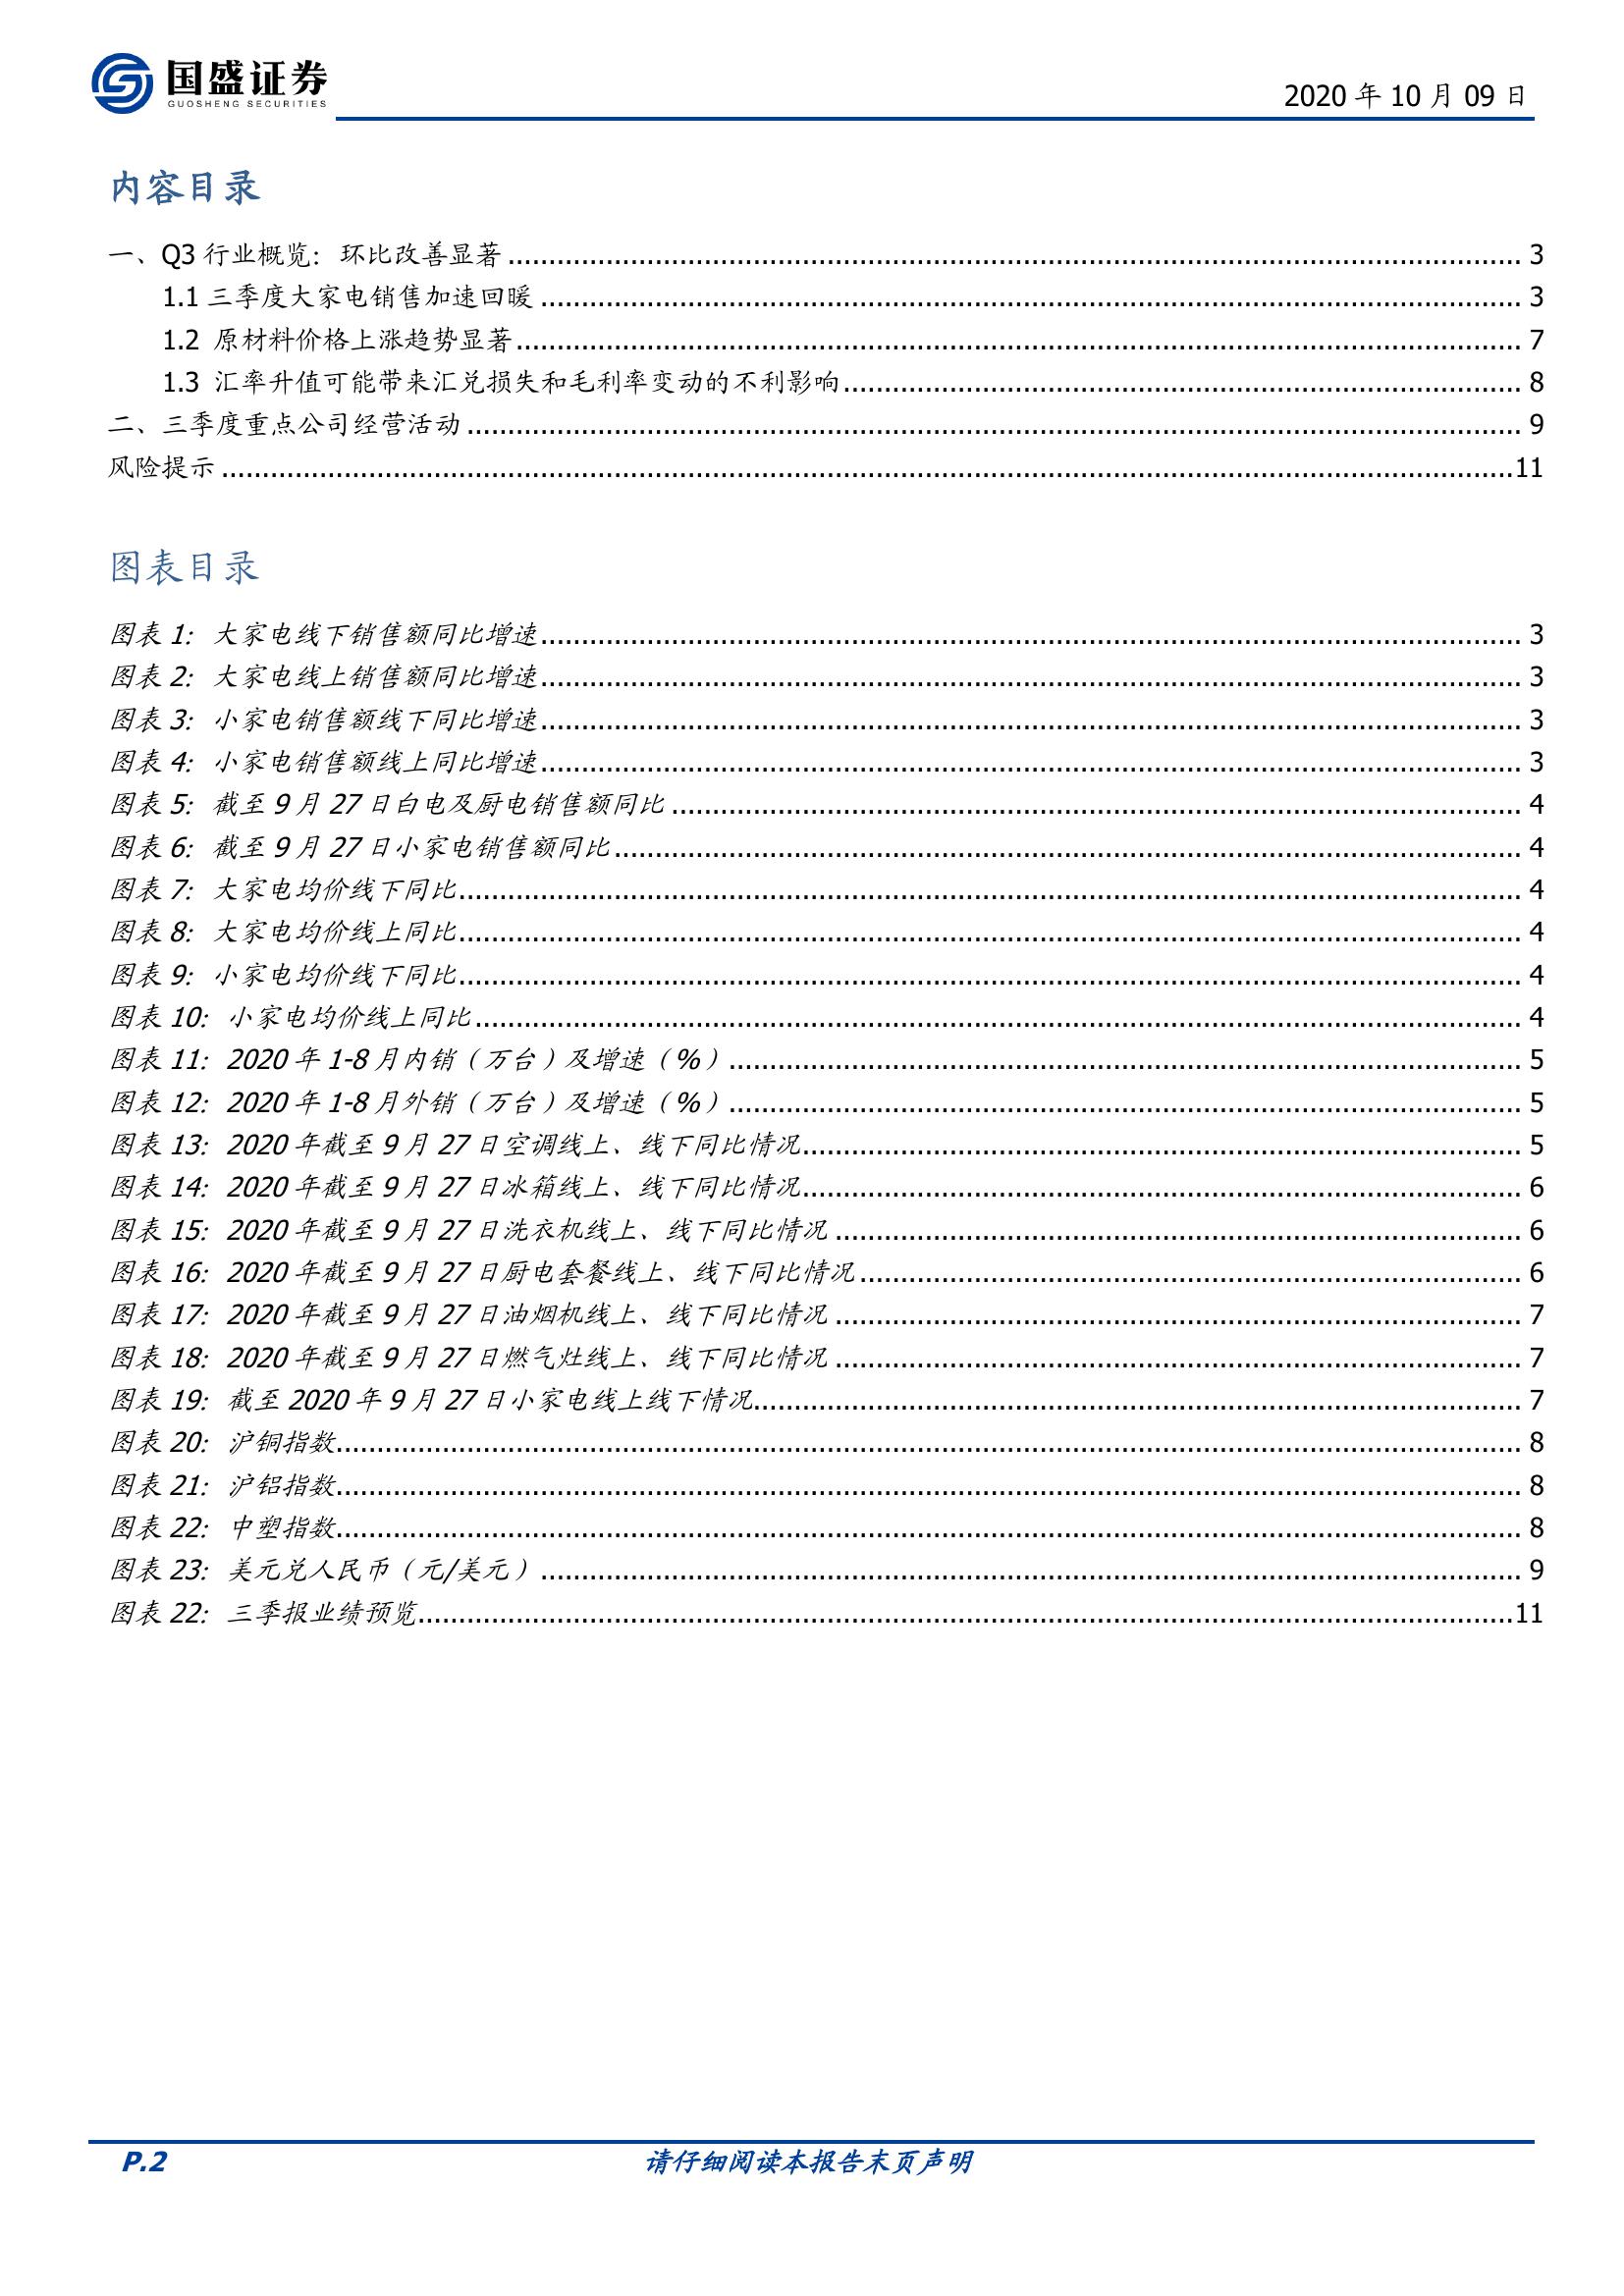 国盛证券
GUOSHENG SECURITIES
2020 年 10 月 09 日
内容目录
一、Q3 行业概览：环比改善显著 3
1.1 三季度大家电销售加速回暖 3
1.2 原材料价格上涨趋势显著 7
1.3 汇率升值可能带来汇兑损失和毛利率变动的不利影响 8
二、三季度重点公司经营活动 9
风险提示 11
图表目录
图表 1：大家电线下销售额同比增速 3
图表 2：大家电线上销售额同比增速 3
图表 3：小家电销售额线下同比增速 3
图表 4：小家电销售额线上同比增速 3
图表 5：截至 9 月 27 日白电及厨电销售额同比 4
图表 6：截至 9 月 27 日小家电销售额同比 4
图表 7：大家电均价线下同比 4
图表 8：大家电均价线上同比 4
图表 9：小家电均价线下同比 4
图表 10：小家电均价线上同比 4
图表 11：2020 年 1-8 月内销（万台）及增速（%） 5
图表 12：2020 年 1-8 月外销（万台）及增速（%） 5
图表 13：2020 年截至 9 月 27 日空调线上、线下同比情况 5
图表 14：2020 年截至 9 月 27 日冰箱线上、线下同比情况 6
图表 15：2020 年截至 9 月 27 日洗衣机线上、线下同比情况 6
图表 16：2020 年截至 9 月 27 日厨电套餐线上、线下同比情况 6
图表 17：2020 年截至 9 月 27 日油烟机线上、线下同比情况 7
图表 18：2020 年截至 9 月 27 日燃气灶线上、线下同比情况 7
图表 19：截至 2020 年 9 月 27 日小家电线上线下情况 7
图表 20：沪铜指数 8
图表 21：沪铝指数 8
图表 22：中塑指数 8
图表 23：美元兑人民币（元/美元） 9
图表 22：三季报业绩预览 11
P.2
请仔细阅读本报告末页声明